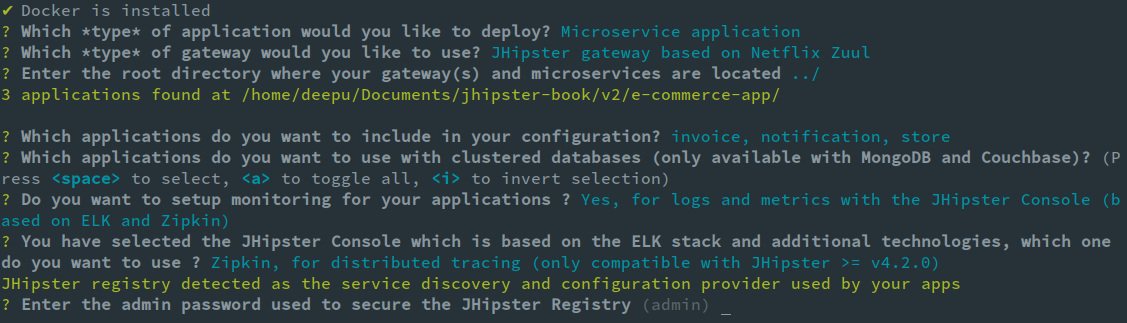 ✔ Docker is installed
? Which *type* of application would you like to deploy? Microservice application
? Which *type* of gateway would you like to use? JHipster gateway based on Netflix Zuul
? Enter the root directory where your gateway(s) and microservices are located ../
3 applications found at /home/deepu/Documents/jhipster-book/v2/e-commerce-app/
? Which applications do you want to include in your configuration? invoice, notification, store
? Which applications do you want to use with clustered databases (only available with MongoDB and Couchbase)? (P
ress <space> to select, <a> to toggle all, <i> to invert selection)
? Do you want to setup monitoring for your applications ? Yes, for logs and metrics with the JHipster Console (b
ased on ELK and Zipkin)
? You have selected the JHipster Console which is based on the ELK stack and additional technologies, which one
do you want to use ? Zipkin, for distributed tracing (only compatible with JHipster >= v4.2.0)
JHipster registry detected as the service discovery and configuration provider used by your apps
? Enter the admin password used to secure the JHipster Registry (admin) _